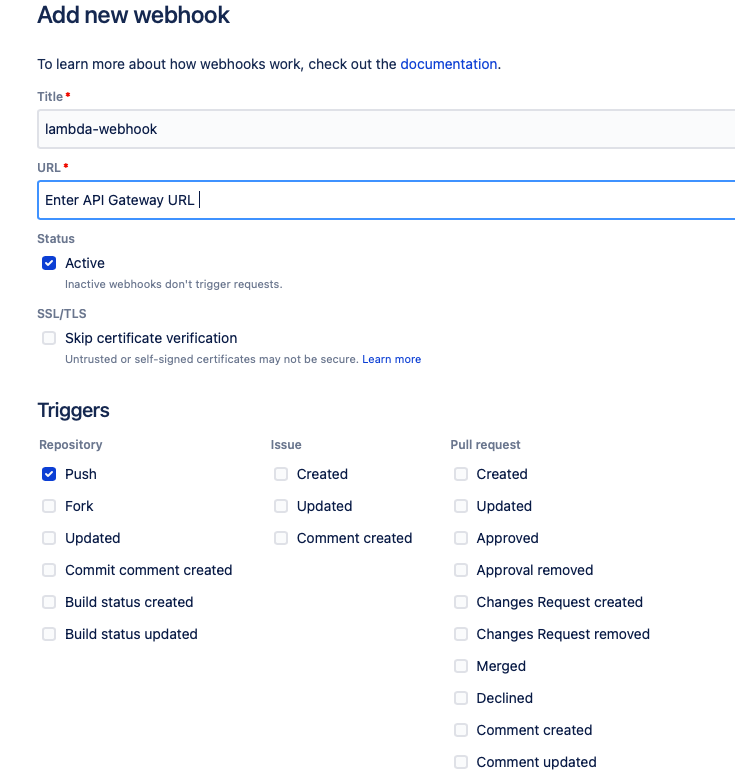 Add new webhook
To learn more about how webhooks work, check out the documentation.
Title *
lambda-webhook
URL *
Enter API Gateway URL
Status
Active
Inactive webhooks don't trigger requests.
SSL/TLS
Skip certificate verification
Untrusted or self-signed certificates may not be secure. Learn more
Triggers
Repository
Push
Fork
Updated
Commit comment created
Build status created
Build status updated
Issue
Created
Updated
Comment created
Pull request
Created
Updated
Approved
Approval removed
Changes Request created
Changes Request removed
Merged
Declined
Comment created
Comment updated